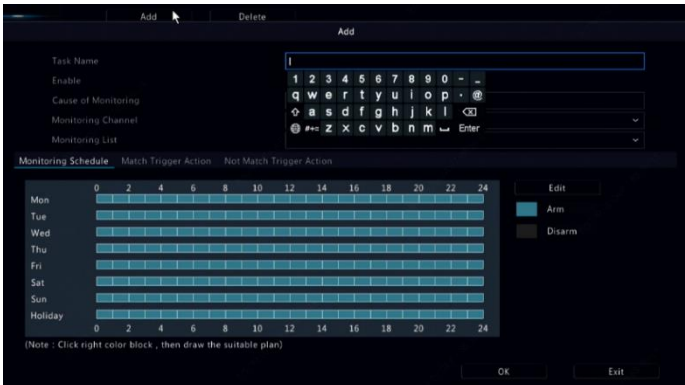 Add Delete
Add
Task Name
Enable
Cause of Monitoring
Monitoring Channel
Monitoring List
1 2 3 4 5 6 7 8 9 0 - _
q w e r t y u i o p . @
a s d f g h j k l
#+= z x c v b n m Enter
Monitoring Schedule Match Trigger Action Not Match Trigger Action
0 2 4 6 8 10 12 14 16 18 20 22 24
Edit
Mon
Arm
Tue
Disarm
Wed
Thu
Fri
Sat
Sun
Holiday
0 2 4 6 8 10 12 14 16 18 20 22 24
(Note : Click right color block , then draw the suitable plan)
OK Exit